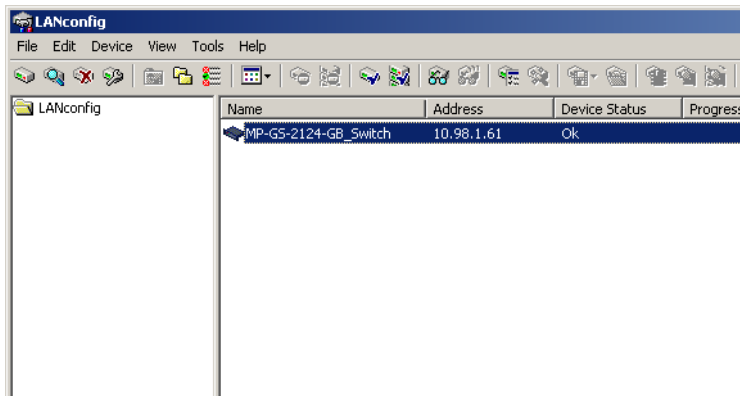 LANconfig
File Edit Device View Tools Help
LANconfig
Name Address Device Status Progress
MP-GS-2124-GB_Switch 10.98.1.61 Ok